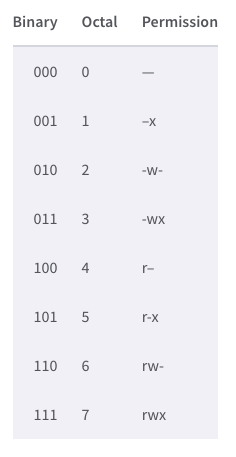 Binary Octal Permission
000 0 —
001 1 –x
010 2 -w-
011 3 -wx
100 4 r–
101 5 r-x
110 6 rw-
111 7 rwx